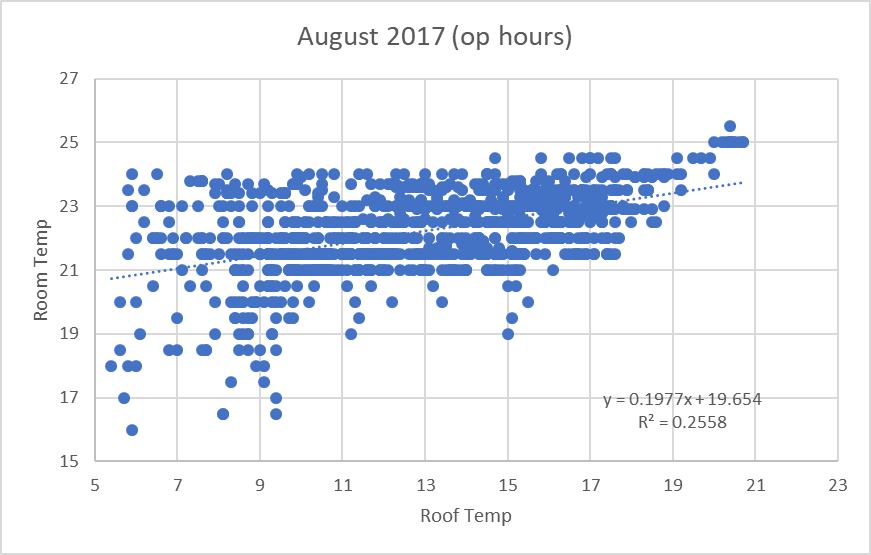 August 2017 (op hours)
27
25
23
21
19
17
15
Room Temp
y = 0.1977x + 19.654
R² = 0.2558
5 7 9 11 13 15 17 19 21 23
Roof Temp